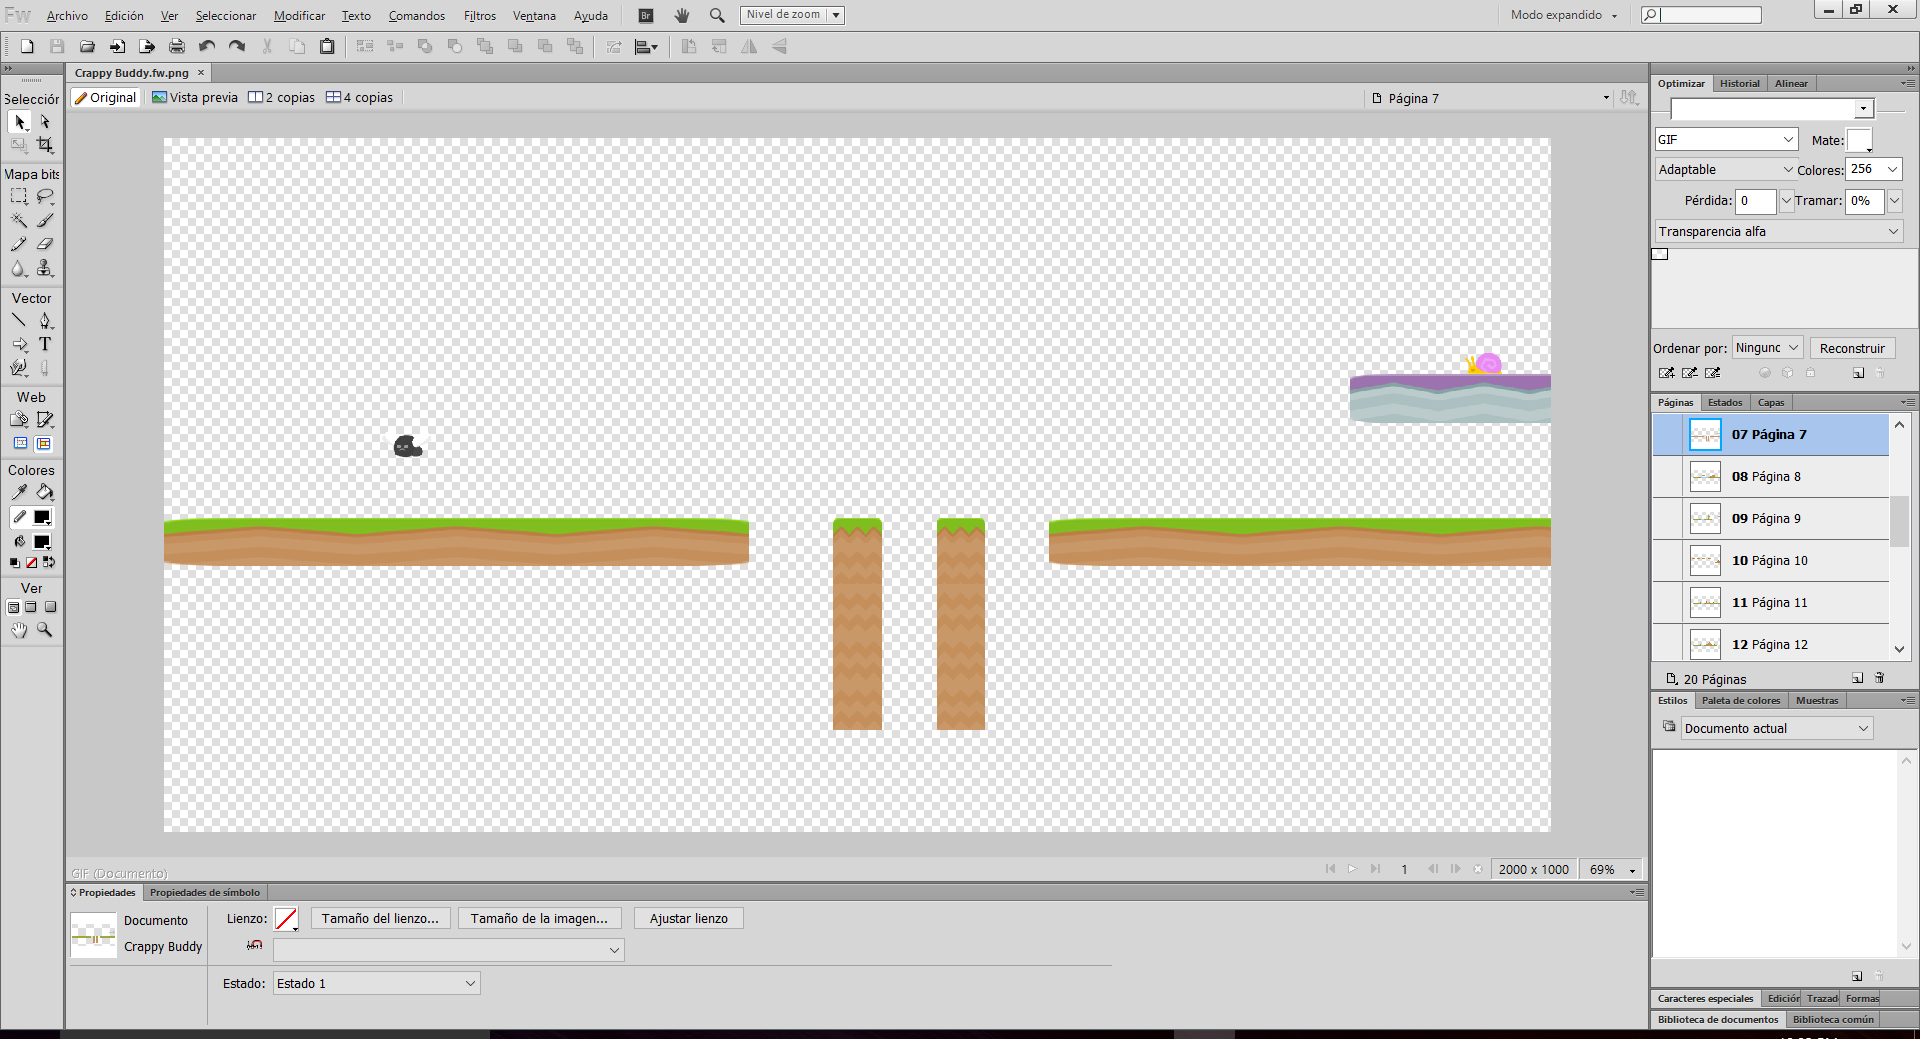 Fw Archivo Edición Ver Seleccionar Modificar Texto Comandos Filtros Ventana Ayuda Br Nivel de zoom Modo expandido
Crappy Buddy.fw.png
Original Vista previa 2 copias 4 copias Página 7
Selección
Mapa bits
Vector
T
Web
Colores
Ver
Optimizar Historial Alinear
GIF Mate:
Adaptable Colores: 256
Pérdida: 0 Tramar: 0%
Transparencia alfa
Ordenar por: Ningunc Reconstruir
Páginas Estados Capas
07 Página 7
08 Página 8
09 Página 9
10 Página 10
11 Página 11
12 Página 12
20 Páginas
Estilos Paleta de colores Muestras
Documento actual
Caracteres especiales Edición Trazad Formas
Biblioteca de documentos Biblioteca común
GIF (Documento) 1 2000 x 1000 69%
Propiedades Propiedades de símbolo
Documento Lienzo: Tamaño del lienzo... Tamaño de la imagen... Ajustar lienzo
Crappy Buddy
Estado: Estado 1